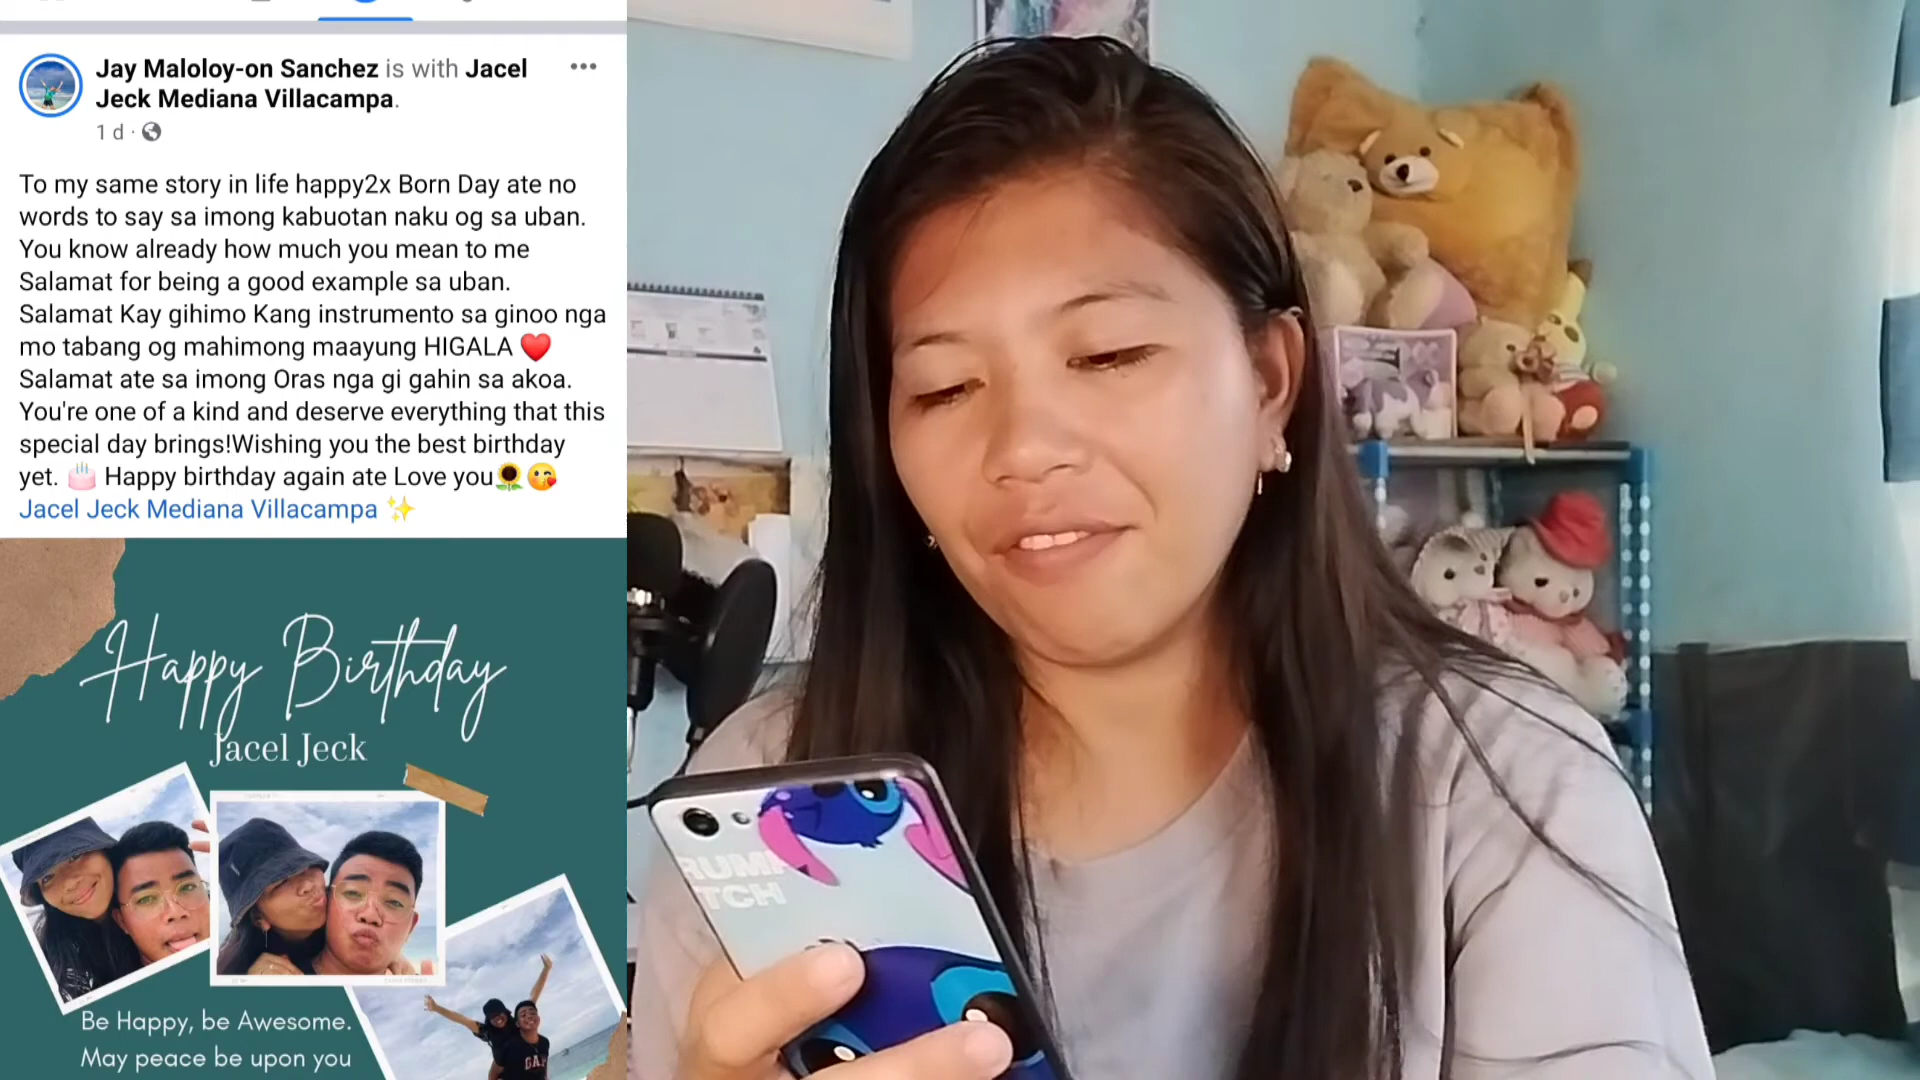 Jay Maloloy-on Sanchez is with Jacel
Jeck Mediana Villacampa.
1 d ·
To my same story in life happy2x Born Day ate no
words to say sa imong kabuotan naku og sa uban.
You know already how much you mean to me
Salamat for being a good example sa uban.
Salamat Kay gihimo Kang instrumento sa ginoo nga
mo tabang og mahimong maayung HIGALA ❤️
Salamat ate sa imong Oras nga gi gahin sa akoa.
You're one of a kind and deserve everything that this
special day brings!Wishing you the best birthday
yet. 🎂 Happy birthday again ate Love you🌻😘
Jacel Jeck Mediana Villacampa ✨
Happy Birthday
Jacel Jeck
Be Happy, be Awesome.
May peace be upon you